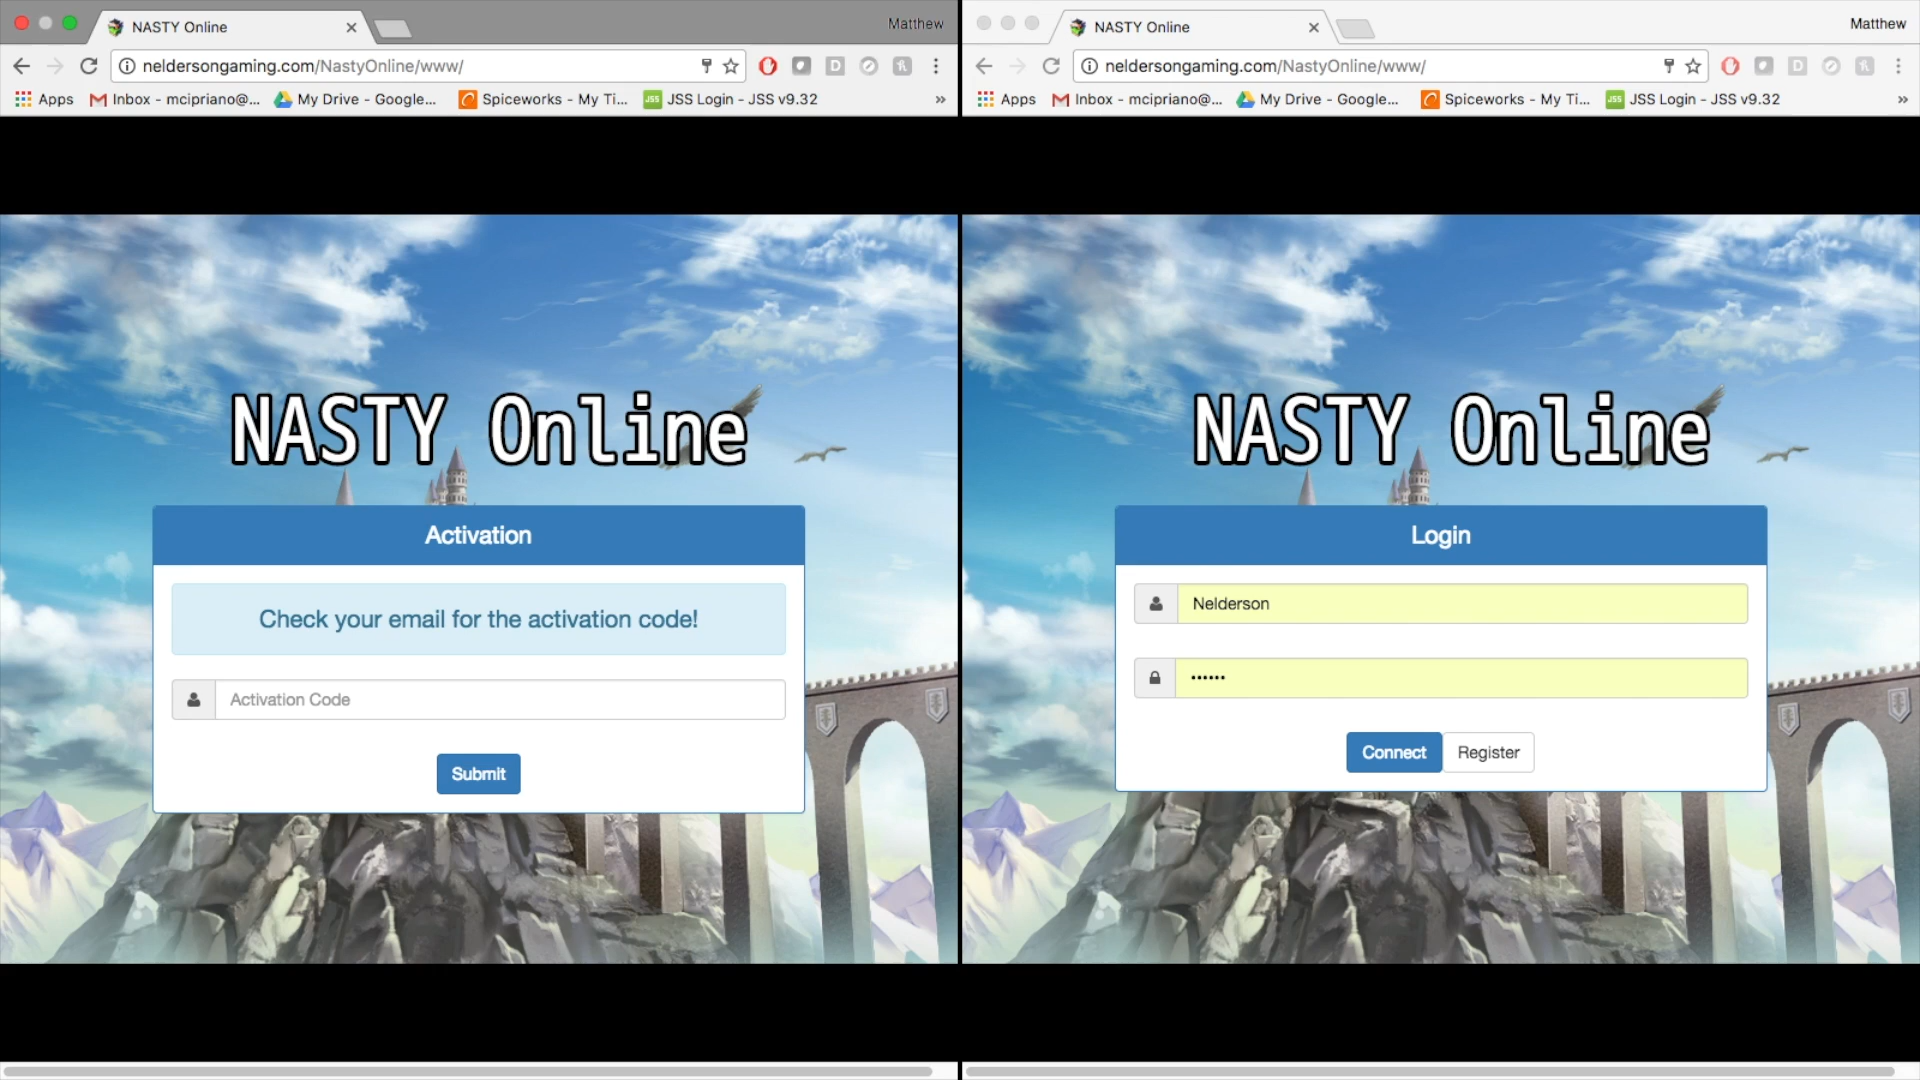 NASTY Online
Matthew
neldersongaming.com/NastyOnline/www/
Apps Inbox - mcipriano@... My Drive - Google... Spiceworks - My Ti... JSS JSS Login - JSS v9.32 »
NASTY Online
Activation
Check your email for the activation code!
Activation Code
Submit
NASTY Online
Matthew
neldersongaming.com/NastyOnline/www/
Apps Inbox - mcipriano@... My Drive - Google... Spiceworks - My Ti... JSS JSS Login - JSS v9.32 »
NASTY Online
Login
Nelderson
••••••
Connect Register